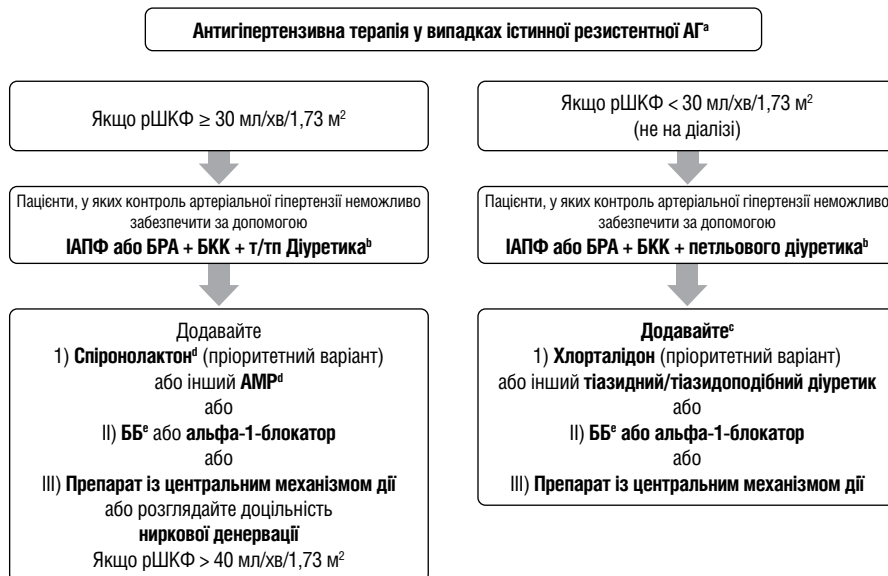 Антигіпертензивна терапія у випадках істинної резистентної АГᵃ
Якщо рШКФ ≥ 30 мл/хв/1,73 м²
Пацієнти, у яких контроль артеріальної гіпертензії неможливо
забезпечити за допомогою
ІАПФ або БРА + БКК + т/тп Діуретикаᵇ
Додавайте
1) Спіронолактонᵈ (пріоритетний варіант)
або інший АМРᵈ
або
II) ББᵉ або альфа-1-блокатор
або
III) Препарат із центральним механізмом дії
або розглядайте доцільність
ниркової денервації
Якщо рШКФ > 40 мл/хв/1,73 м²
Якщо рШКФ < 30 мл/хв/1,73 м²
(не на діалізі)
Пацієнти, у яких контроль артеріальної гіпертензії неможливо
забезпечити за допомогою
ІАПФ або БРА + БКК + петльового діуретикаᵇ
Додавайтеᶜ
1) Хлорталідон (пріоритетний варіант)
або інший тіазидний/тіазидоподібний діуретик
або
II) ББᵉ або альфа-1-блокатор
або
III) Препарат із центральним механізмом дії